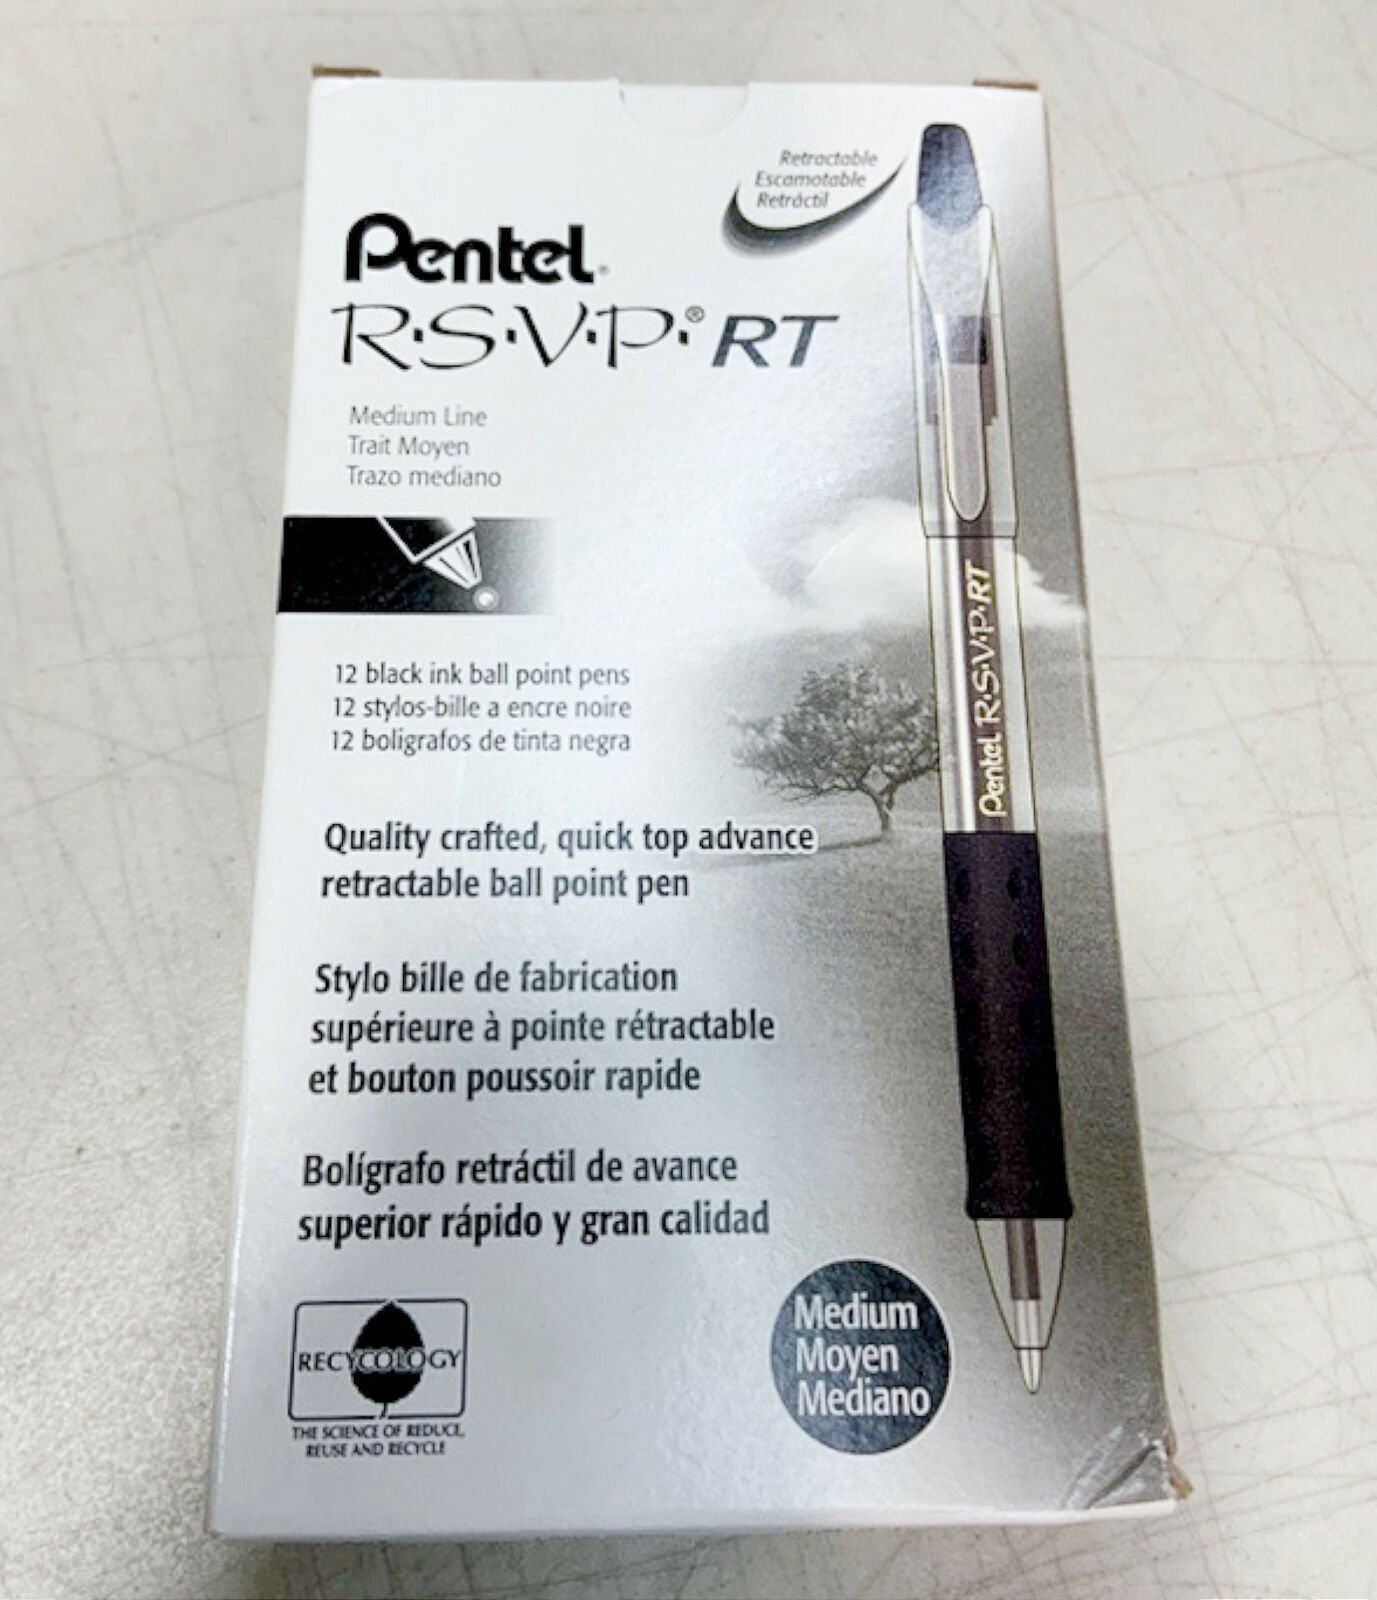 Retractable
Escamotable
Retráctil
Pentel®
R·S·V·P·® RT
Medium Line
Trait Moyen
Trazo mediano
12 black ink ball point pens
12 stylos-bille a encre noire
12 boligrafos de tinta negra
Quality crafted, quick top advance
retractable ball point pen
Stylo bille de fabrication
supérieure à pointe rétractable
et bouton poussoir rapide
Bolígrafo retráctil de avance
superior rápido y gran calidad
Pentel R·S·V·P·RT
RECYCOLOGY
THE SCIENCE OF REDUCE,
REUSE AND RECYCLE
Medium
Moyen
Mediano